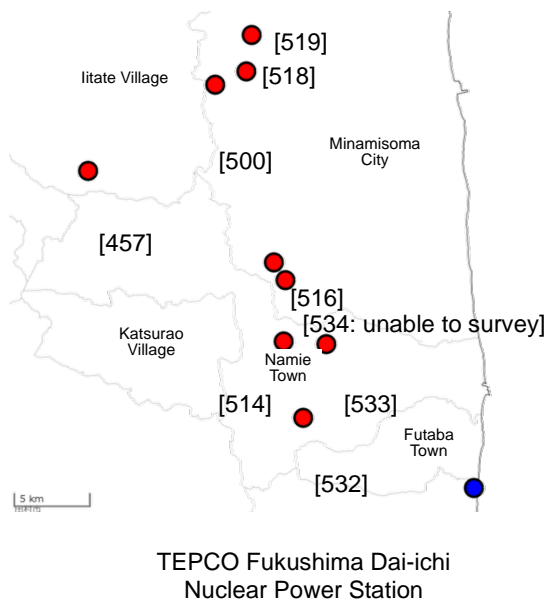 [519]
Iitate Village
[518]
Minamisoma
City
[500]
[457]
[516]
[534: unable to survey]
Katsurao
Village
Namie
Town
[514]
[533]
Futaba
Town
[532]
5 km
TEPCO Fukushima Dai-ichi
Nuclear Power Station